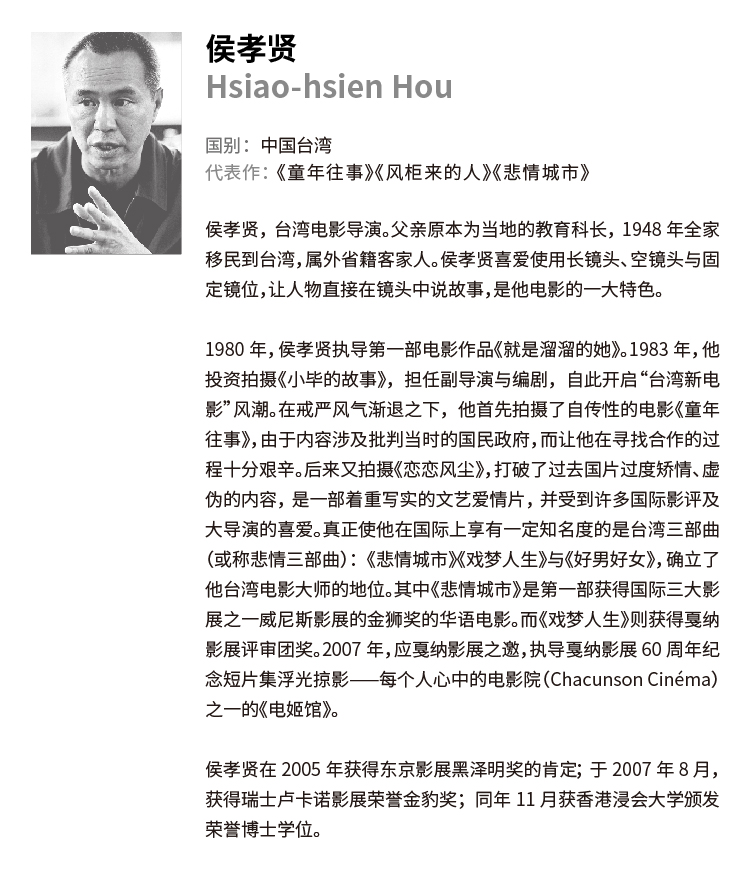 侯孝贤
Hsiao-hsien Hou
国别：中国台湾
代表作：《童年往事》《风柜来的人》《悲情城市》
侯孝贤，台湾电影导演。父亲原本为当地的教育科长，1948 年全家
移民到台湾，属外省籍客家人。侯孝贤喜爱使用长镜头、空镜头与固
定镜位，让人物直接在镜头中说故事，是他电影的一大特色。
1980 年，侯孝贤执导第一部电影作品《就是溜溜的她》。1983 年，他
投资拍摄《小毕的故事》，担任副导演与编剧，自此开启“台湾新电
影”风潮。在戒严风气渐退之下，他首先拍摄了自传性的电影《童年
往事》，由于内容涉及批判当时的国民政府，而让他在寻找合作的过
程十分艰辛。后来又拍摄《恋恋风尘》，打破了过去国片过度矫情、虚
伪的内容，是一部着重写实的文艺爱情片，并受到许多国际影评及
大导演的喜爱。真正使他在国际上享有一定知名度的是台湾三部曲
（或称悲情三部曲）：《悲情城市》《戏梦人生》与《好男好女》，确立了
他台湾电影大师的地位。其中《悲情城市》是第一部获得国际三大影
展之一威尼斯影展的金狮奖的华语电影。而《戏梦人生》则获得戛纳
影展评审团奖。2007 年，应戛纳影展之邀，执导戛纳影展 60 周年纪
念短片集浮光掠影——每个人心中的电影院（Chacunson Cinéma）
之一的《电姬馆》。
侯孝贤在 2005 年获得东京影展黑泽明奖的肯定；于 2007 年 8 月，
获得瑞士卢卡诺影展荣誉金豹奖；同年 11 月获香港浸会大学颁发
荣誉博士学位。